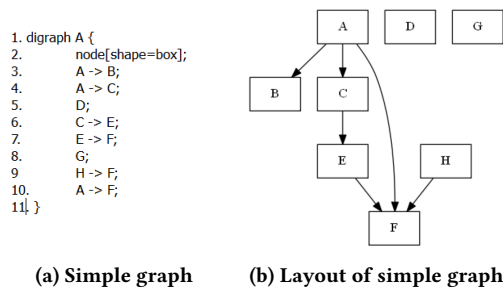 1. digraph A {
2. node[shape=box];
3. A -> B;
4. A -> C;
5. D;
6. C -> E;
7. E -> F;
8. G;
9 H -> F;
10. A -> F;
11. }
(a) Simple graph
A D G
B C
E H
F
(b) Layout of simple graph